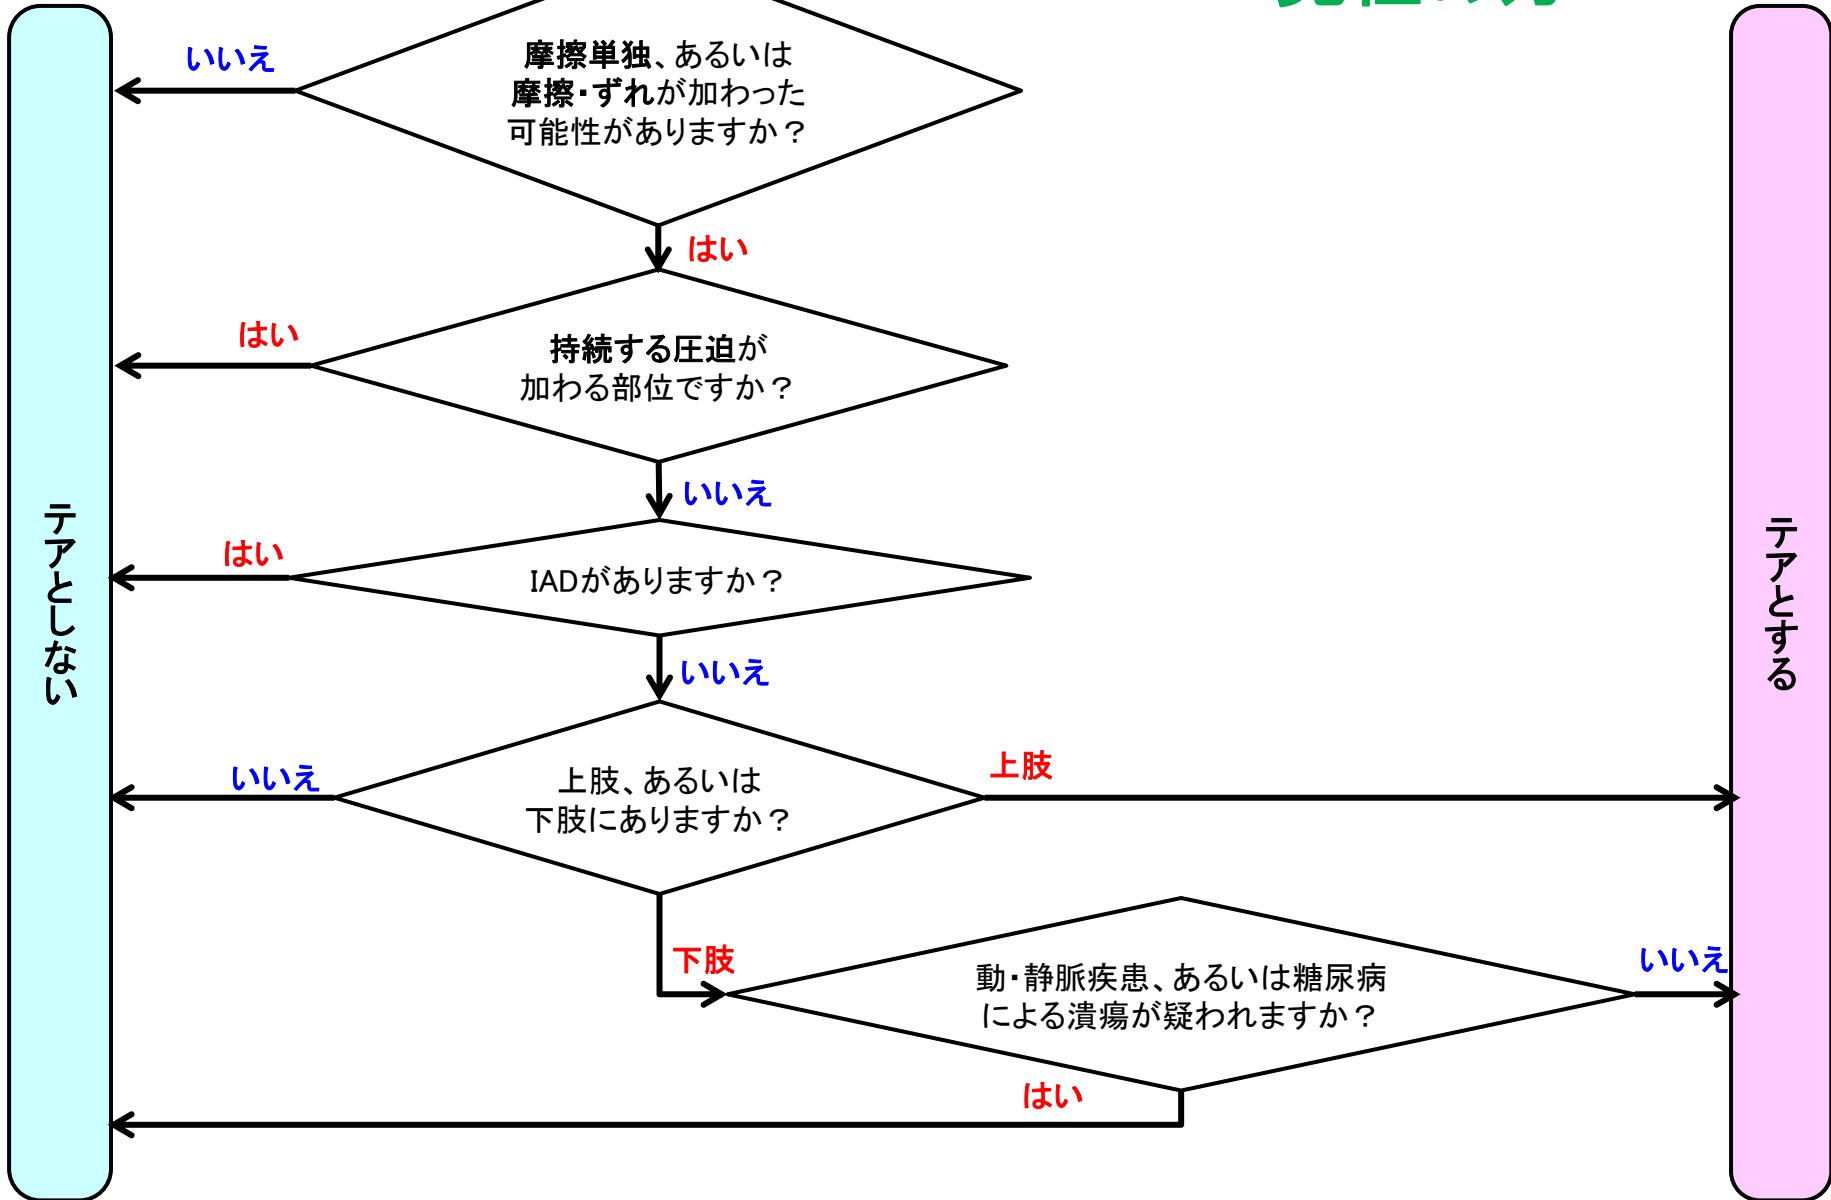 いいえ
摩擦単独、あるいは
摩擦・ずれが加わった
可能性がありますか？
はい
はい
持続する圧迫が
加わる部位ですか？
いいえ
はい
IADがありますか？
いいえ
テアとしない
テアとする
いいえ
上肢、あるいは
下肢にありますか？
上肢
下肢
動・静脈疾患、あるいは糖尿病
による潰瘍が疑われますか？
いいえ
はい